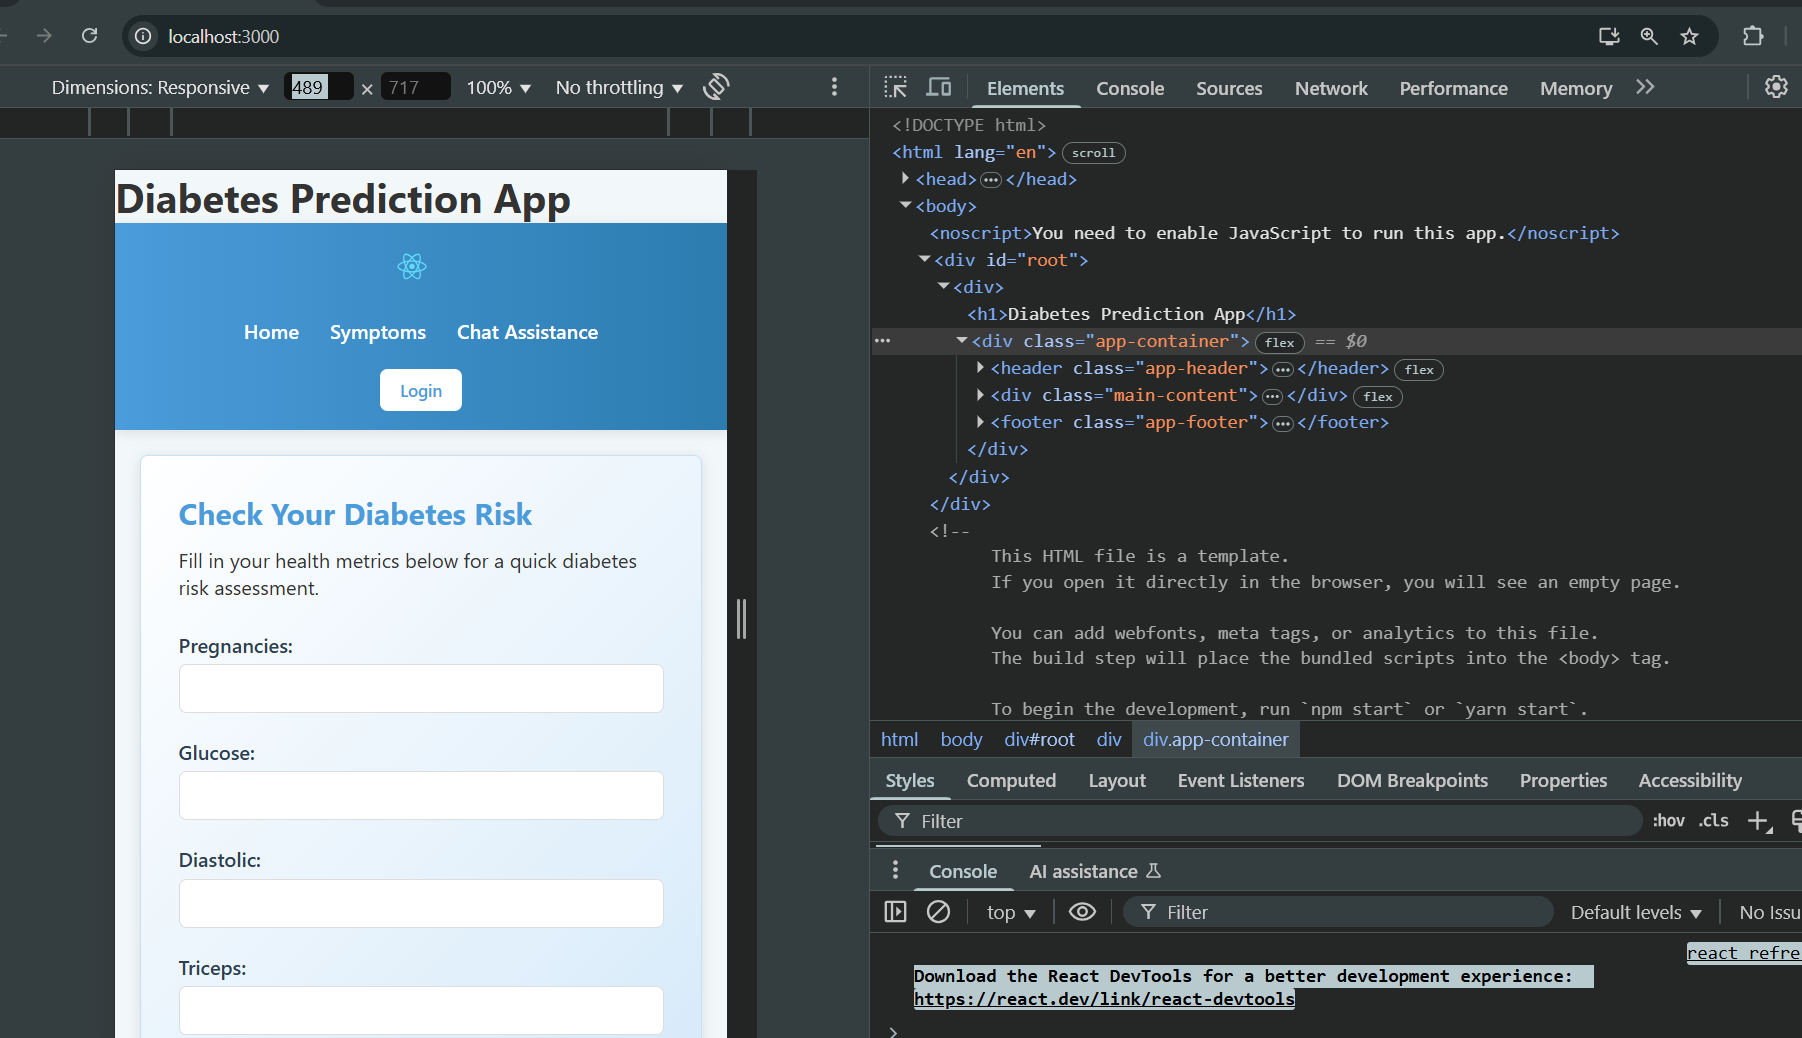 localhost:3000
Dimensions: Responsive ▼ 489 × 717 100% ▼ No throttling ▼
Elements Console Sources Network Performance Memory
Diabetes Prediction App
Home Symptoms Chat Assistance
Login
Check Your Diabetes Risk
Fill in your health metrics below for a quick diabetes
risk assessment.
Pregnancies:
Glucose:
Diastolic:
Triceps:
<!DOCTYPE html>
<html lang="en"> scroll
<head> ••• </head>
<body>
<noscript>You need to enable JavaScript to run this app.</noscript>
<div id="root">
<div>
<h1>Diabetes Prediction App</h1>
••• <div class="app-container"> flex == $0
<header class="app-header"> ••• </header> flex
<div class="main-content"> ••• </div> flex
<footer class="app-footer"> ••• </footer>
</div>
</div>
</div>
<!--
This HTML file is a template.
If you open it directly in the browser, you will see an empty page.
You can add webfonts, meta tags, or analytics to this file.
The build step will place the bundled scripts into the <body> tag.
To begin the development, run `npm start` or `yarn start`.
html body div#root div div.app-container
Styles Computed Layout Event Listeners DOM Breakpoints Properties Accessibility
Filter :hov .cls
Console AI assistance
top ▼ Filter Default levels ▼ No Issu
react refre
Download the React DevTools for a better development experience:
https://react.dev/link/react-devtools